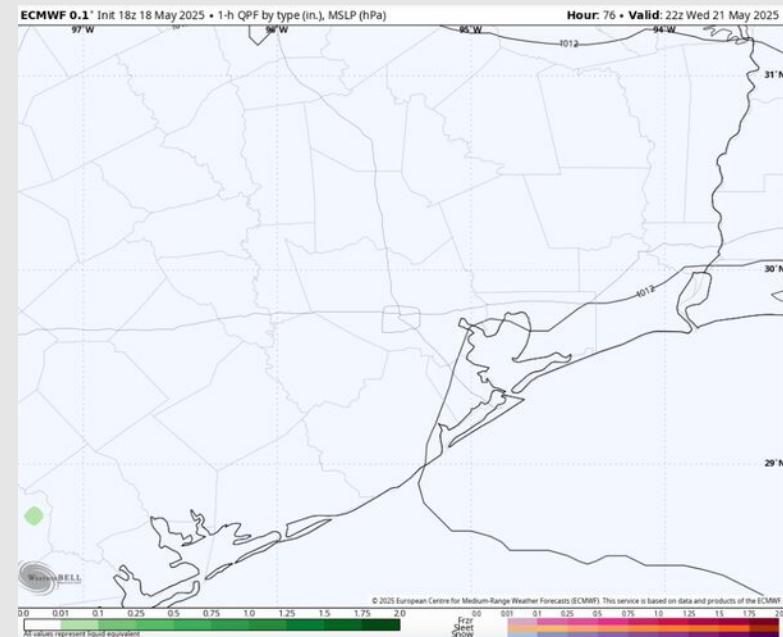 ECMWF 0.1° Init 18z 18 May 2025 • 1-h QPF by type (in.), MSLP (hPa)
Hour: 76 • Valid: 22z Wed 21 May 2025
97°W 96°W 95°W 94°W
1012
31°N
30°N
1012
29°N
WeatherBELL
© 2025 European Centre for Medium-Range Weather Forecasts (ECMWF). This service is based on data and products of the ECMWF
0.0 0.01 0.1 0.25 0.5 0.75 1.0 1.25 1.5 1.75 2.0
All values represent liquid equivalent
0.0 0.01 0.1 0.25 0.5 0.75 1.0 1.25 1.5 1.75 2.0
Frzr
Sleet
Snow